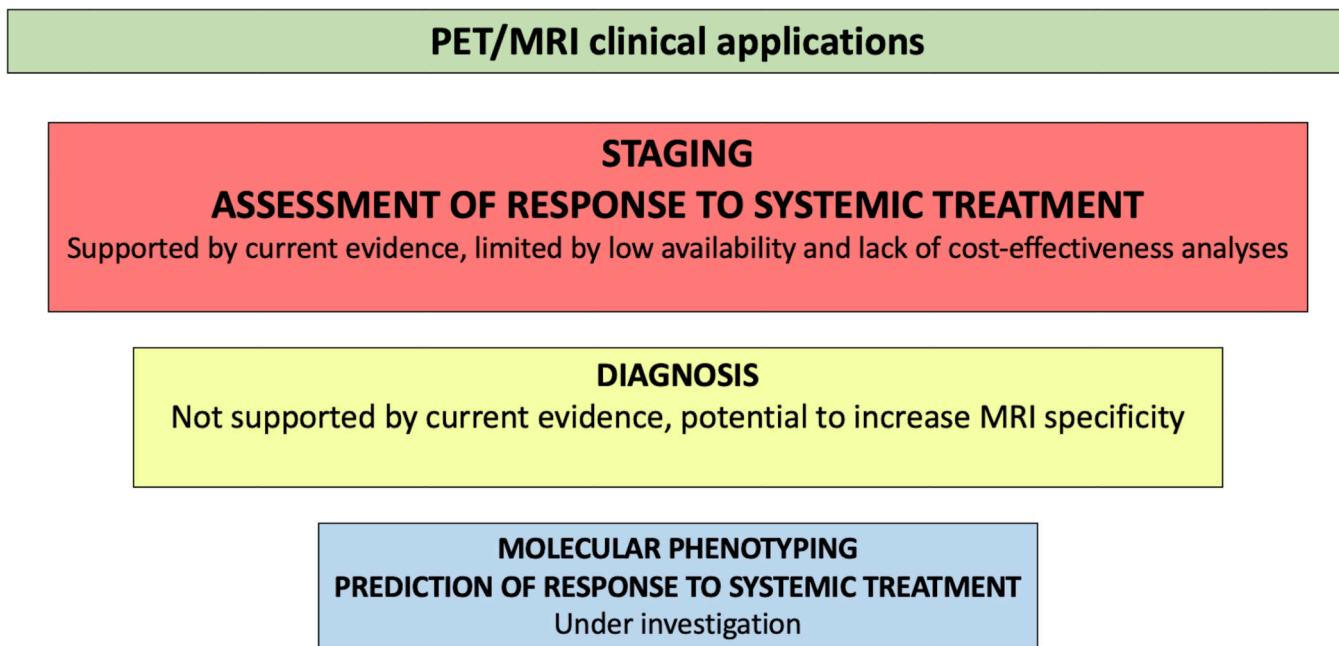 PET/MRI clinical applications
STAGING
ASSESSMENT OF RESPONSE TO SYSTEMIC TREATMENT
Supported by current evidence, limited by low availability and lack of cost-effectiveness analyses
DIAGNOSIS
Not supported by current evidence, potential to increase MRI specificity
MOLECULAR PHENOTYPING
PREDICTION OF RESPONSE TO SYSTEMIC TREATMENT
Under investigation